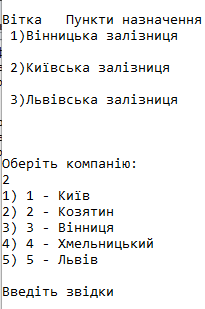 Вітка Пункти назначення
1)Вінницька залізниця
2)Київська залізниця
3)Львівська залізниця
Оберіть компанію:
2
1) 1 - Київ
2) 2 - Козятин
3) 3 - Вінниця
4) 4 - Хмельницький
5) 5 - Львів
Введіть звідки